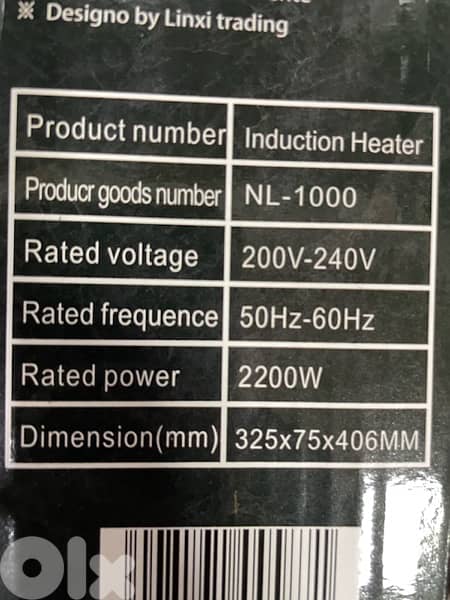 ※ Designo by Linxi trading
Product number Induction Heater
Producr goods number NL-1000
Rated voltage 200V-240V
Rated frequence 50Hz-60Hz
Rated power 2200W
Dimension(mm) 325x75x406MM
OLX